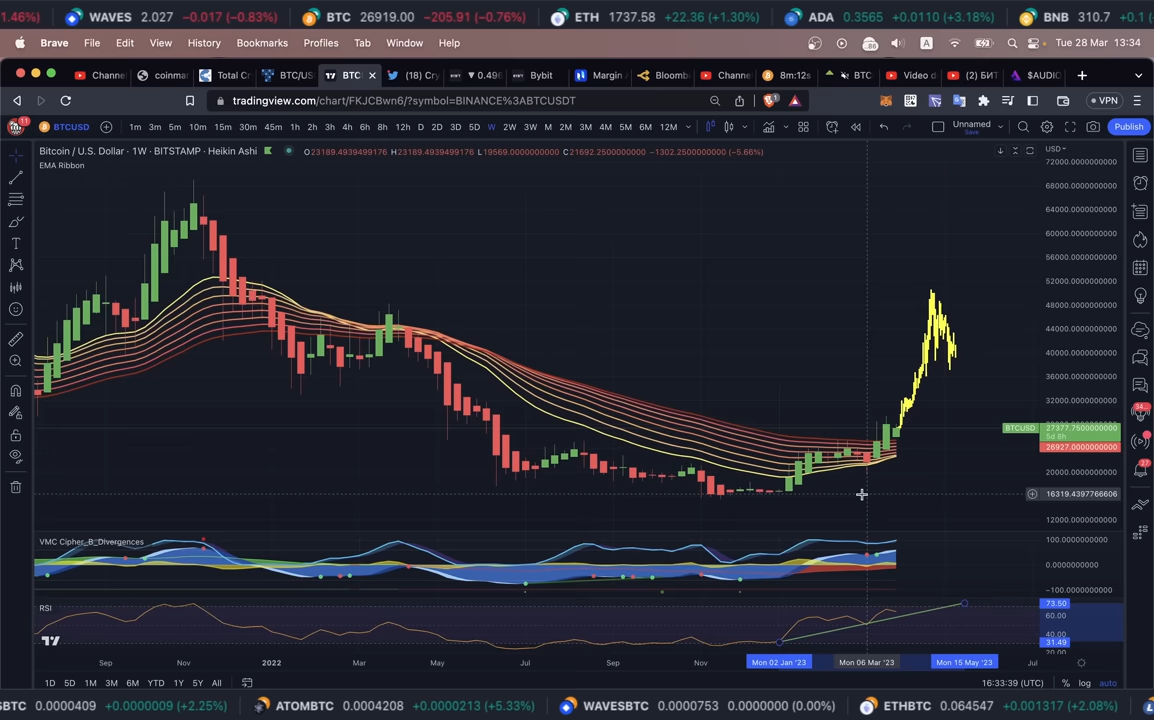 1.46%) WAVES 2.027 −0.017 (−0.83%) BTC 26919.00 −205.91 (−0.76%) ETH 1737.58 +22.36 (+1.30%) ADA 0.3565 +0.0110 (+3.18%) BNB 310.7 +0.1 (
Brave File Edit View History Bookmarks Profiles Tab Window Help .86 A Tue 28 Mar 13:34
Channe coinmar Total Cr BTC/US BTC (18) Cry 0.496 Bybit Margin Bloomb Channe 8m:12s BTC Video d (2) БИТ $AUDIO
tradingview.com/chart/FKJCBwn6/?symbol=BINANCE%3ABTCUSDT 1 VPN
11 BTCUSD 1m 3m 5m 10m 15m 30m 45m 1h 2h 3h 4h 6h 8h 12h D 2D 3D 5D W 2W 3W M 2M 3M 4M 5M 6M 12M Unnamed Save Publish
Bitcoin / U.S. Dollar · 1W · BITSTAMP · Heikin Ashi O23189.4939499176 H23189.4939499176 L19569.0000000000 C21692.2500000000 −1302.2500000000 (−5.66%) USD
EMA Ribbon
72000.0000000000
68000.0000000000
64000.0000000000
60000.0000000000
56000.0000000000
52000.0000000000
48000.0000000000
44000.0000000000
40000.0000000000
36000.0000000000
32000.0000000000
BTCUSD 27377.7500000000
5d 8h
26927.0000000000
20000.0000000000
16319.4397766606
12000.0000000000
VMC Cipher_B_Divergences 100.0000000000
0.0000000000
−100.0000000000
RSI 73.50
60.00
40.00
31.49
20.00
Sep Nov 2022 Mar May Jul Sep Nov Mon 02 Jan '23 Mon 06 Mar '23 Mon 15 May '23 Jul
1D 5D 1M 3M 6M YTD 1Y 5Y All 16:33:39 (UTC) % log auto
SBTC 0.0000409 +0.0000009 (+2.25%) ATOMBTC 0.0004208 +0.0000213 (+5.33%) WAVESBTC 0.0000753 0.0000000 (0.00%) ETHBTC 0.064547 +0.001317 (+2.08%)